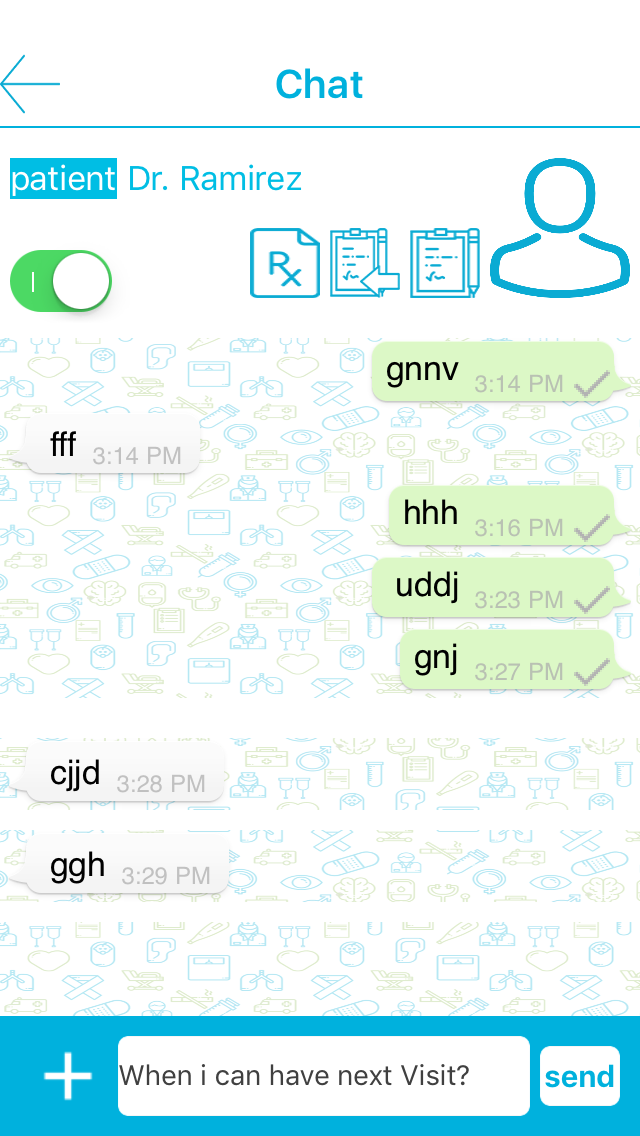 Chat
patient Dr. Ramirez
Rx
gnnv 3:14 PM
fff 3:14 PM
hhh 3:16 PM
uddj 3:23 PM
gnj 3:27 PM
cjjd 3:28 PM
ggh 3:29 PM
When i can have next Visit?
send